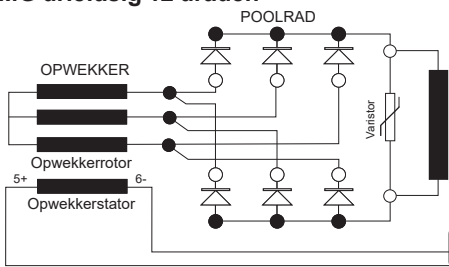 POOLRAD
OPWEKKER
Varistor
Opwekkerrotor
5+ 6-
Opwekkerstator